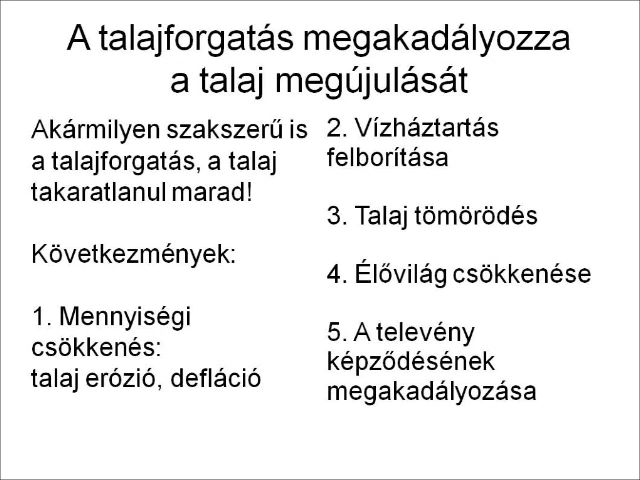 A talajforgatás megakadályozza
a talaj megújulását
Akármilyen szakszerű is
a talajforgatás, a talaj
takaratlanul marad!
Következmények:
1. Mennyiségi
csökkenés:
talaj erózió, defláció
2. Vízháztartás
felborítása
3. Talaj tömörödés
4. Élővilág csökkenése
5. A televény
képződésének
megakadályozása